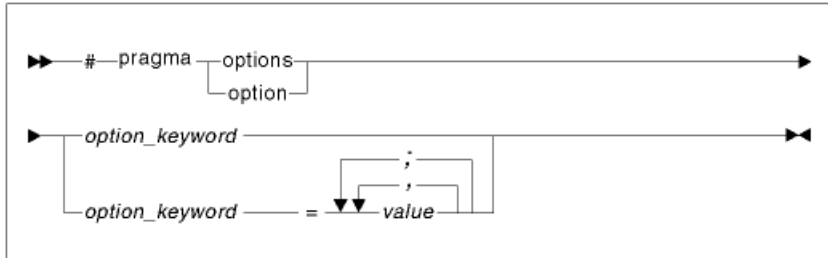 # pragma options
option
option_keyword
;
,
option_keyword = value